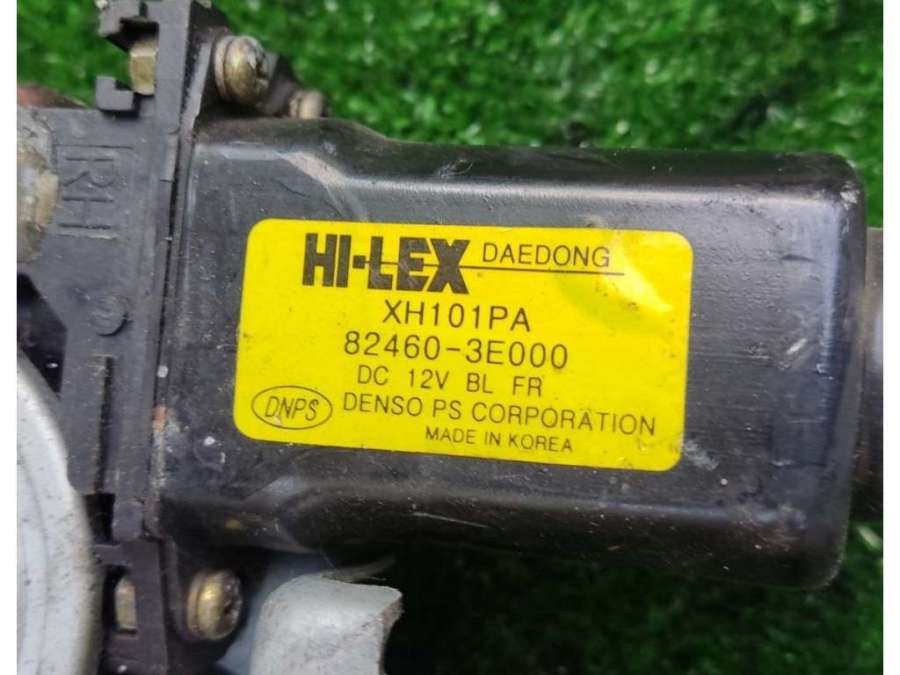 RH
HI-LEX DAEDONG
XH101PA
82460-3E000
DC 12V BL FR
DNPS DENSO PS CORPORATION
MADE IN KOREA